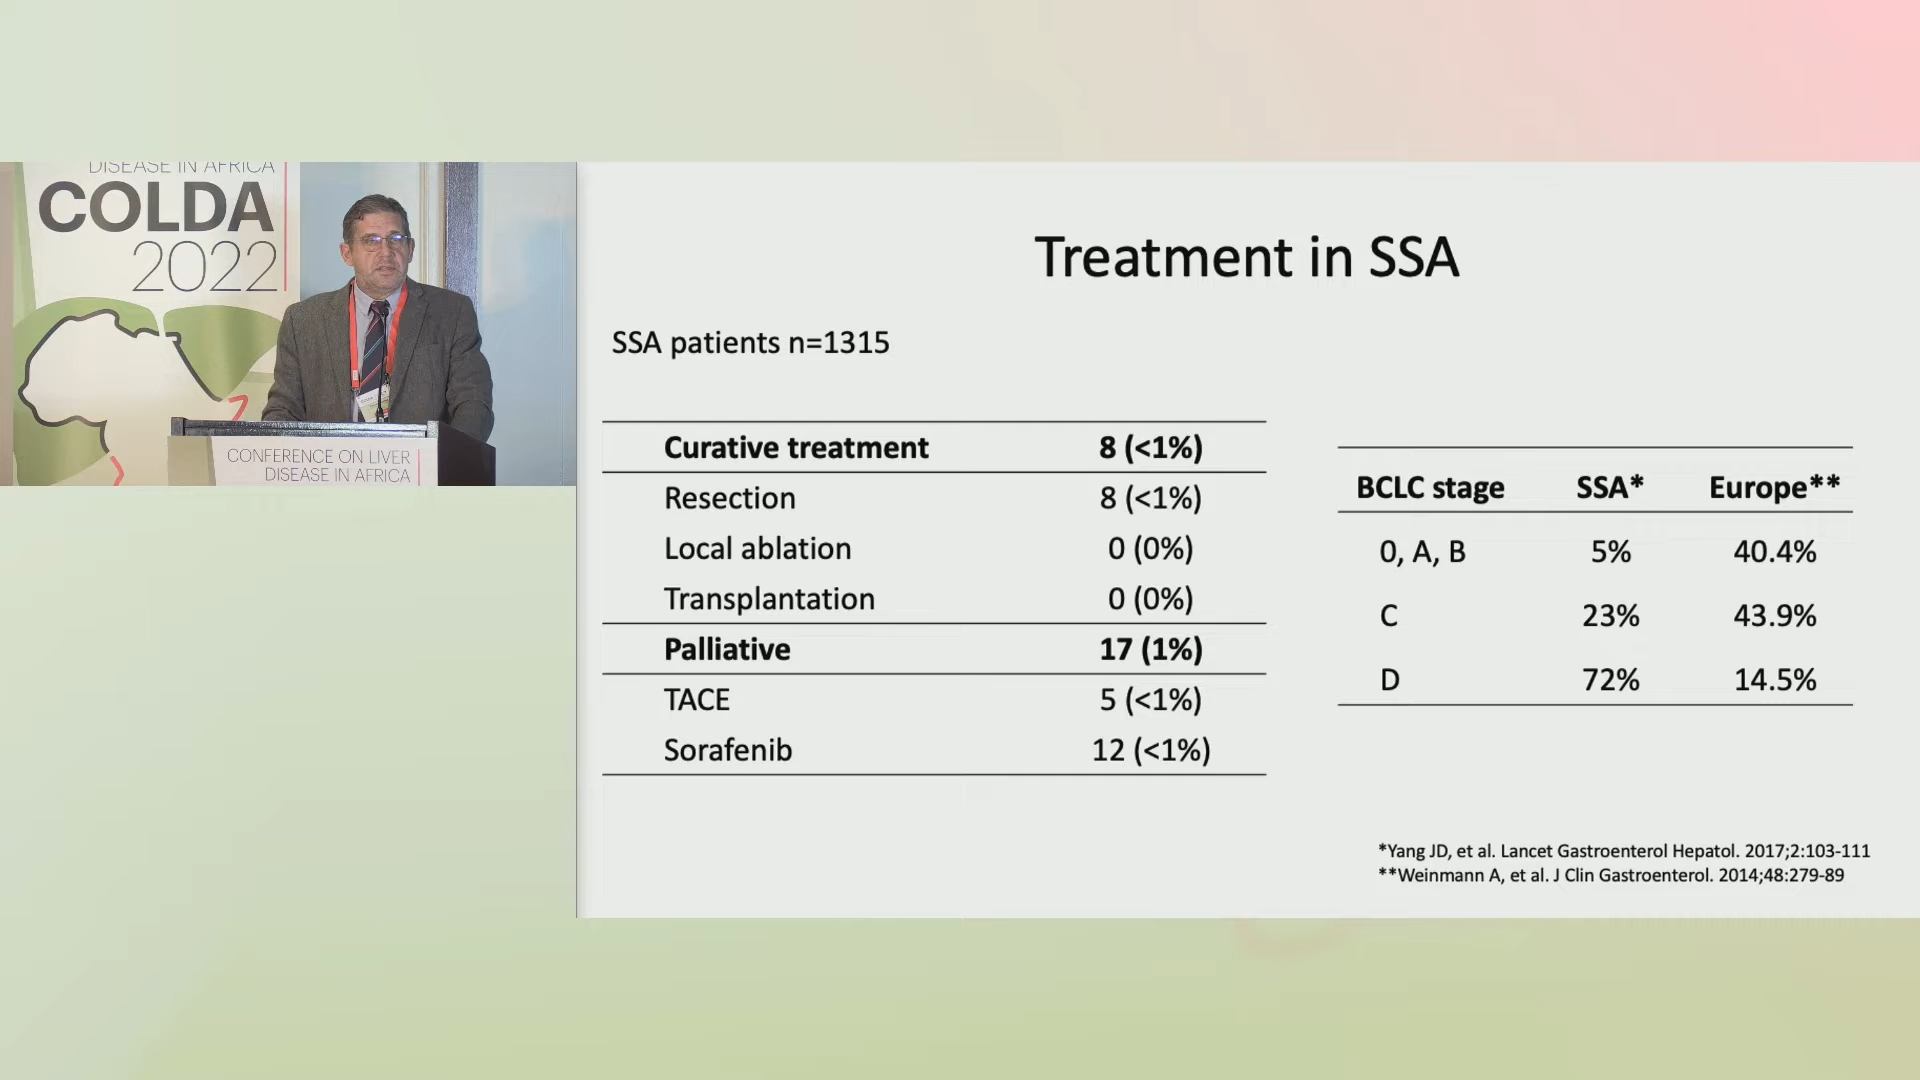 DISEASE IN AFRICA
COLDA
2022
CONFERENCE ON LIVER
DISEASE IN AFRICA
Treatment in SSA
SSA patients n=1315
Curative treatment 8 (<1%)
Resection 8 (<1%)
Local ablation 0 (0%)
Transplantation 0 (0%)
Palliative 17 (1%)
TACE 5 (<1%)
Sorafenib 12 (<1%)
BCLC stage SSA* Europe**
0, A, B 5% 40.4%
C 23% 43.9%
D 72% 14.5%
*Yang JD, et al. Lancet Gastroenterol Hepatol. 2017;2:103-111
**Weinmann A, et al. J Clin Gastroenterol. 2014;48:279-89